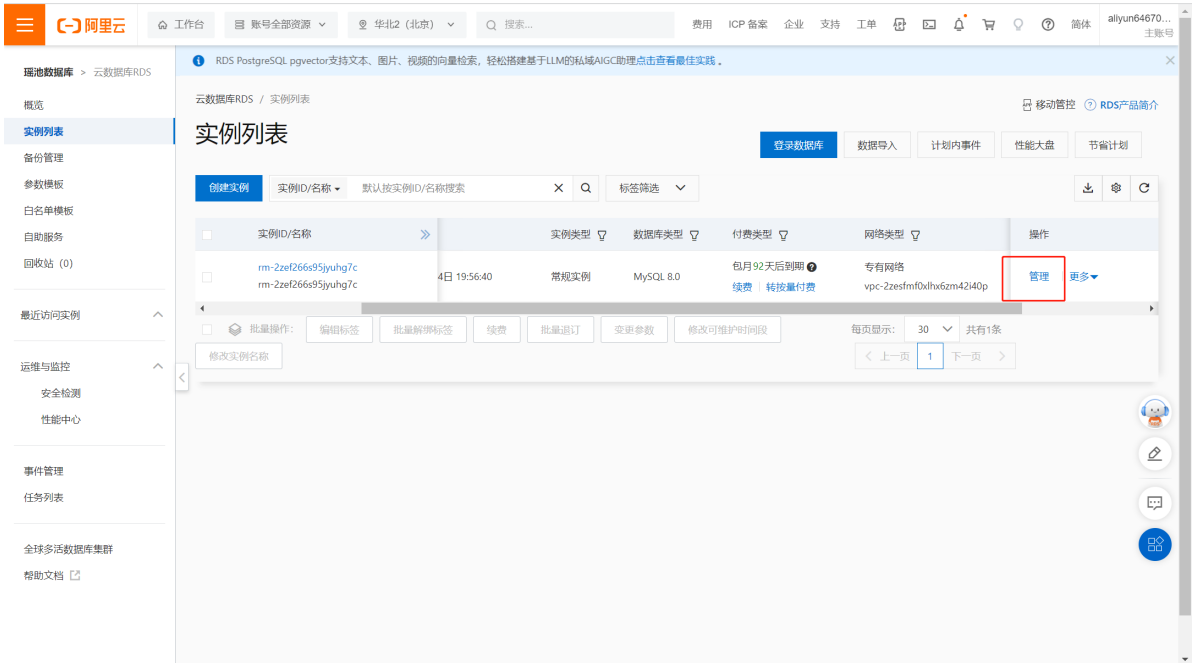 阿里云 工作台 账号全部资源 华北2（北京） 搜索... 费用 ICP 备案 企业 支持 工单 简体 aliyun64670...
主账号
瑶池数据库 > 云数据库RDS
RDS PostgreSQL pgvector支持文本、图片、视频的向量检索，轻松搭建基于LLM的私域AIGC助理点击查看最佳实践 。
概览
实例列表
备份管理
参数模板
白名单模板
自助服务
回收站（0）
最近访问实例
运维与监控
安全检测
性能中心
事件管理
任务列表
全球多活数据库集群
帮助文档
云数据库RDS / 实例列表
移动管控 RDS产品简介
实例列表
登录数据库 数据导入 计划内事件 性能大盘 节省计划
创建实例 实例ID/名称 默认按实例ID/名称搜索 标签筛选
实例ID/名称 实例类型 数据库类型 付费类型 网络类型 操作
rm-2zef266s95jyuhg7c
rm-2zef266s95jyuhg7c
4日 19:56:40 常规实例 MySQL 8.0
包月92天后到期
续费 转按量付费
专有网络
vpc-2zesfmf0xlhx6zm42i40p
管理 更多
批量操作： 编辑标签 批量解绑标签 续费 批量退订 变更参数 修改可维护时间段 每页显示： 30 共有1条
修改实例名称 上一页 1 下一页